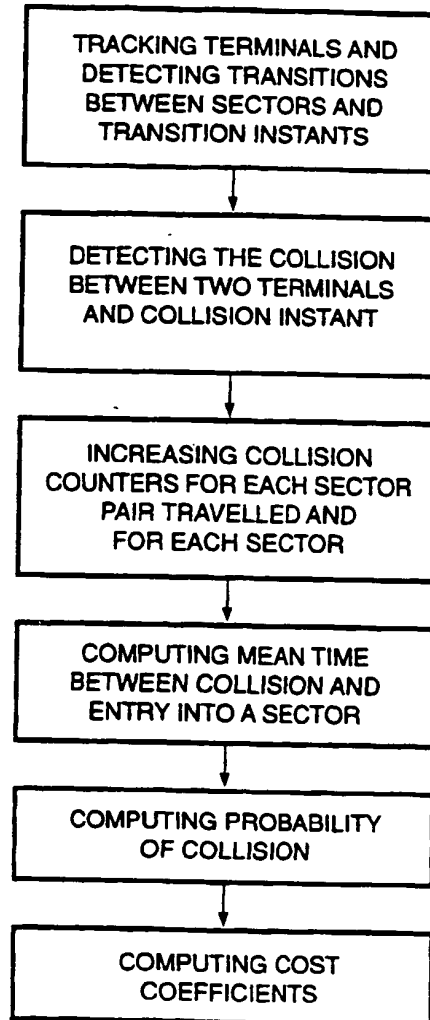 TRACKING TERMINALS AND
DETECTING TRANSITIONS
BETWEEN SECTORS AND
TRANSITION INSTANTS
DETECTING THE COLLISION
BETWEEN TWO TERMINALS
AND COLLISION INSTANT
INCREASING COLLISION
COUNTERS FOR EACH SECTOR
PAIR TRAVELLED AND
FOR EACH SECTOR
COMPUTING MEAN TIME
BETWEEN COLLISION AND
ENTRY INTO A SECTOR
COMPUTING PROBABILITY
OF COLLISION
COMPUTING COST
COEFFICIENTS